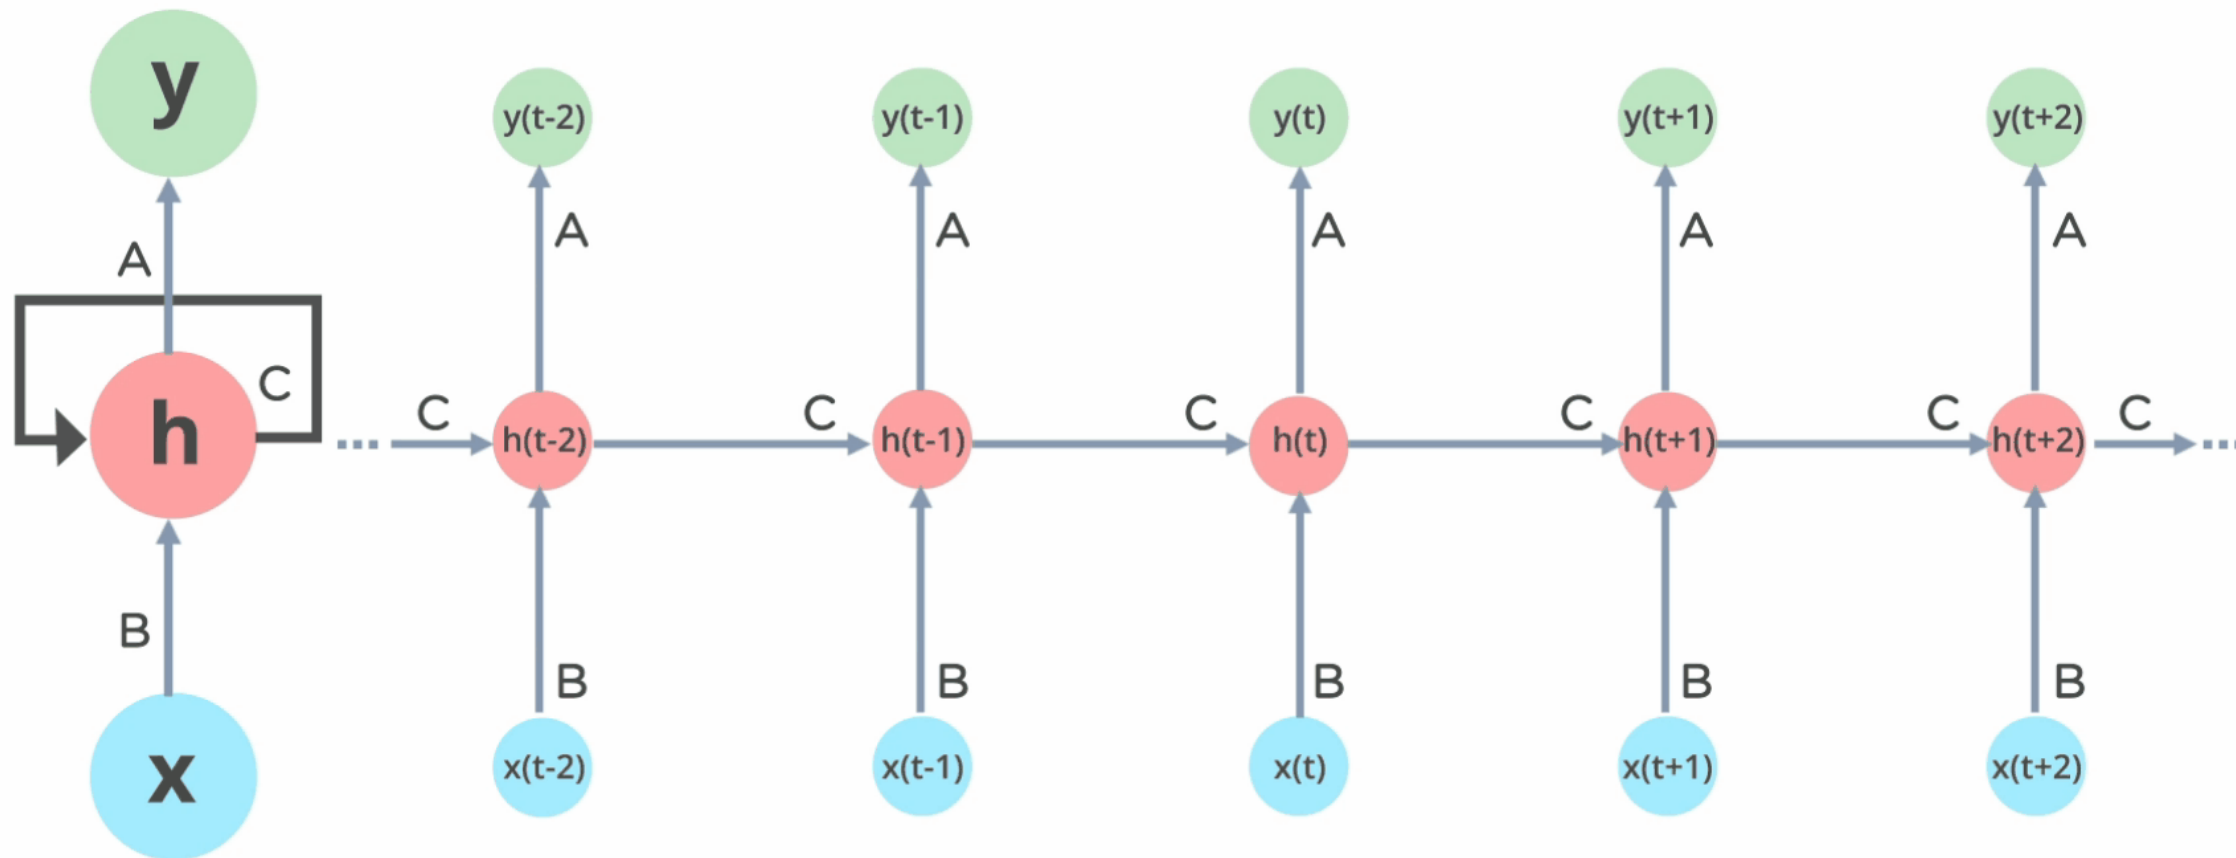 y
y(t-2) y(t-1) y(t) y(t+1) y(t+2)
A A A A A
A
C
C C C C C C
h h(t-2) h(t-1) h(t) h(t+1) h(t+2)
B
B B B B B
x x(t-2) x(t-1) x(t) x(t+1) x(t+2)